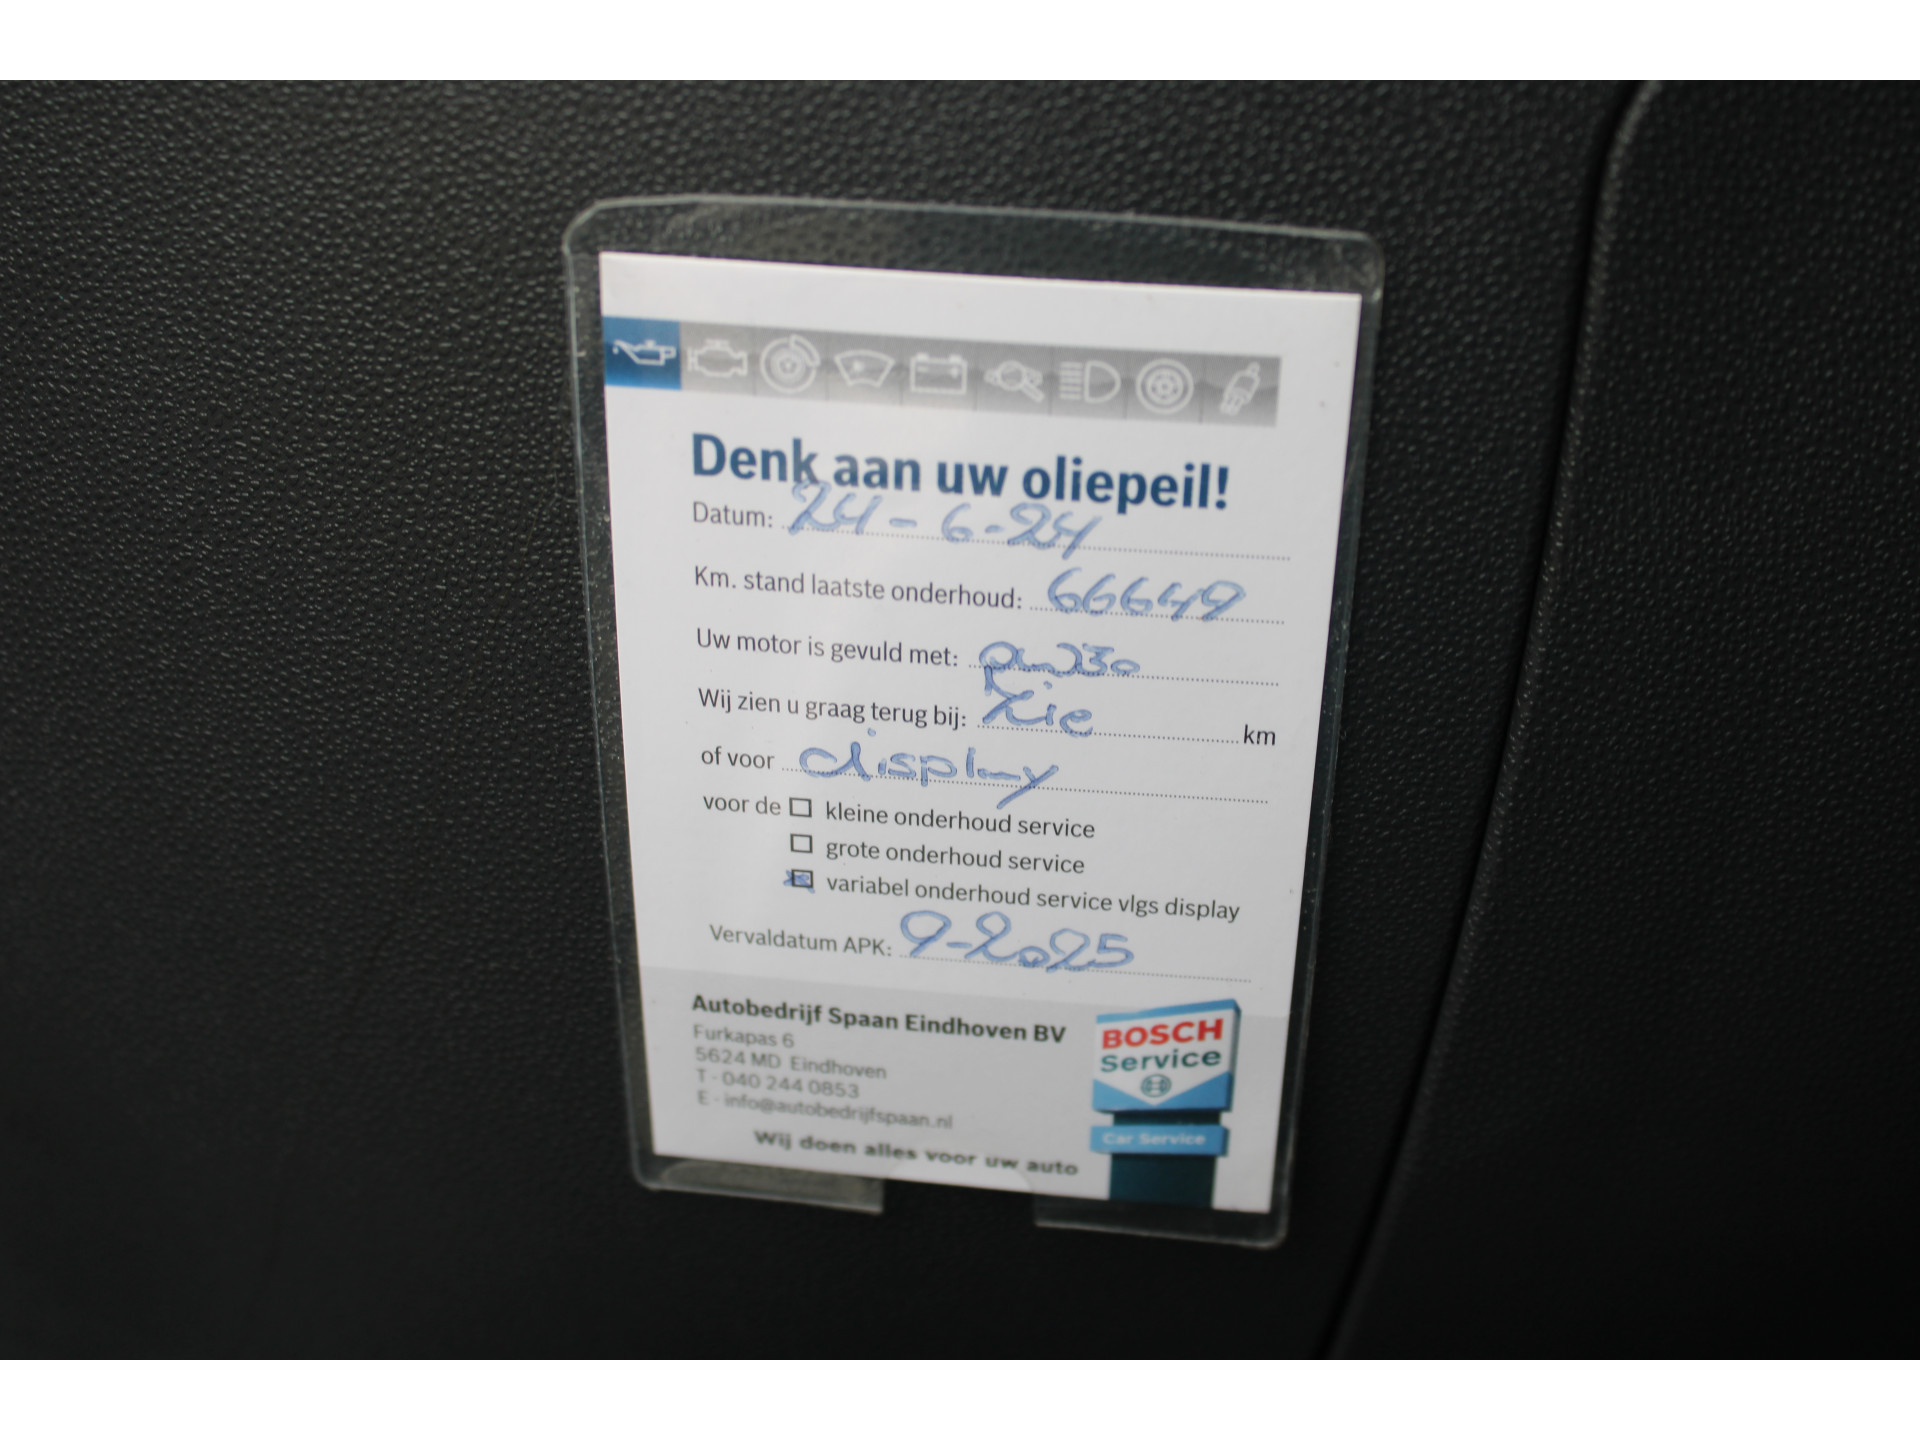 Denk aan uw oliepeil!
Datum: 24-6-24
Km. stand laatste onderhoud: 66649
Uw motor is gevuld met: 0w30
Wij zien u graag terug bij: Zie km
of voor display
voor de kleine onderhoud service
grote onderhoud service
variabel onderhoud service vlgs display
Vervaldatum APK: 9-2025
Autobedrijf Spaan Eindhoven BV
Furkapas 6
5624 MD Eindhoven
T - 040 244 0853
E - info@autobedrijfspaan.nl
Wij doen alles voor uw auto
BOSCH
Service
Car Service